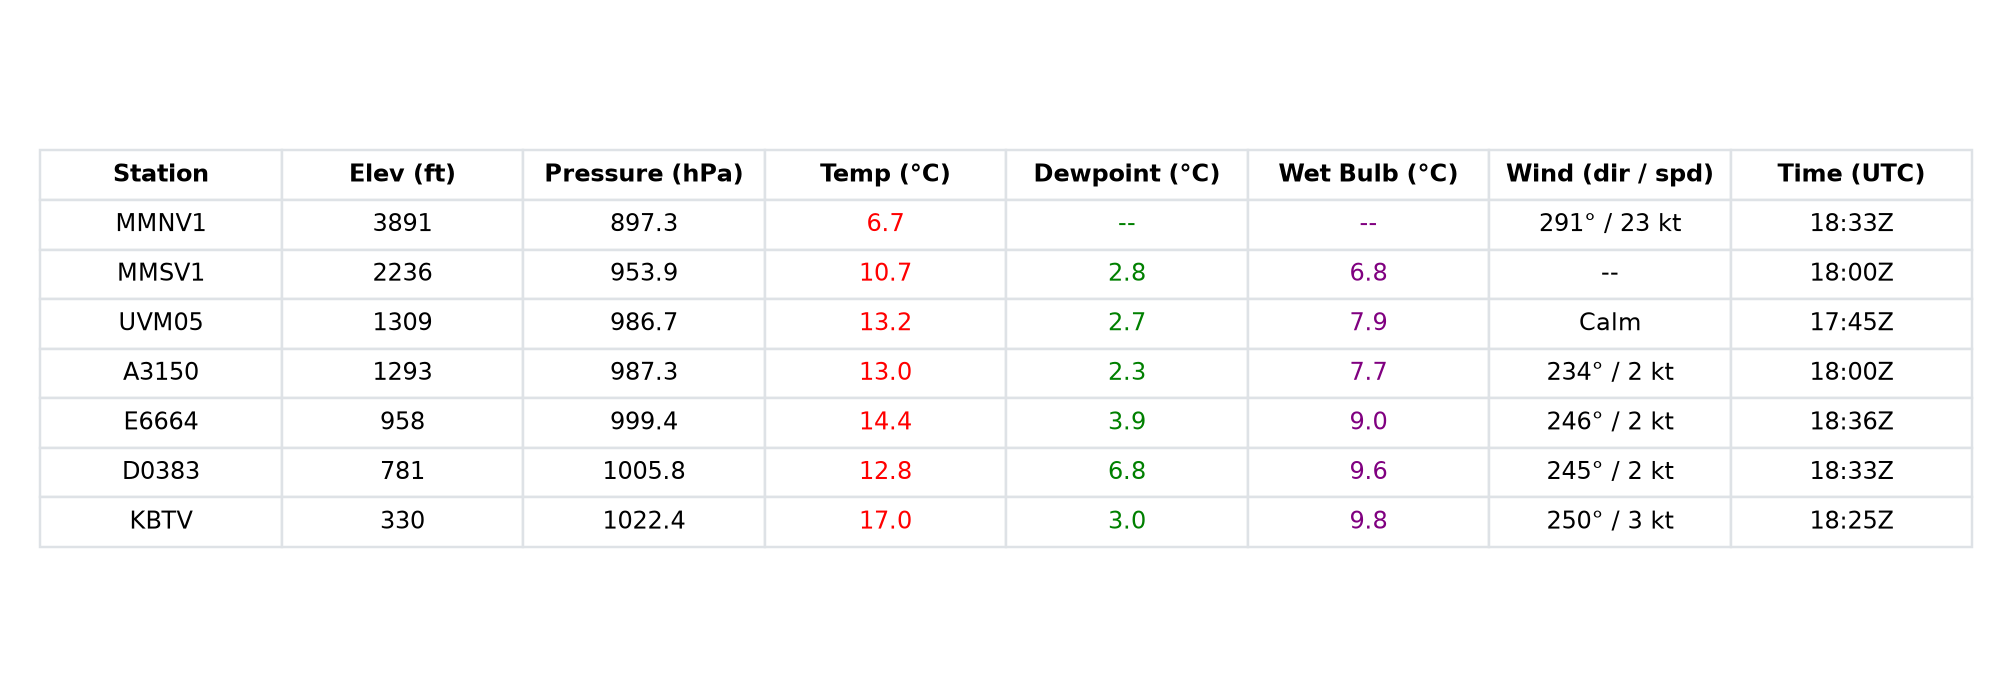 Station Elev (ft) Pressure (hPa) Temp (°C) Dewpoint (°C) Wet Bulb (°C) Wind (dir / spd) Time (UTC)
MMNV1 3891 897.3 6.7 -- -- 291° / 23 kt 18:33Z
MMSV1 2236 953.9 10.7 2.8 6.8 -- 18:00Z
UVM05 1309 986.7 13.2 2.7 7.9 Calm 17:45Z
A3150 1293 987.3 13.0 2.3 7.7 234° / 2 kt 18:00Z
E6664 958 999.4 14.4 3.9 9.0 246° / 2 kt 18:36Z
D0383 781 1005.8 12.8 6.8 9.6 245° / 2 kt 18:33Z
KBTV 330 1022.4 17.0 3.0 9.8 250° / 3 kt 18:25Z